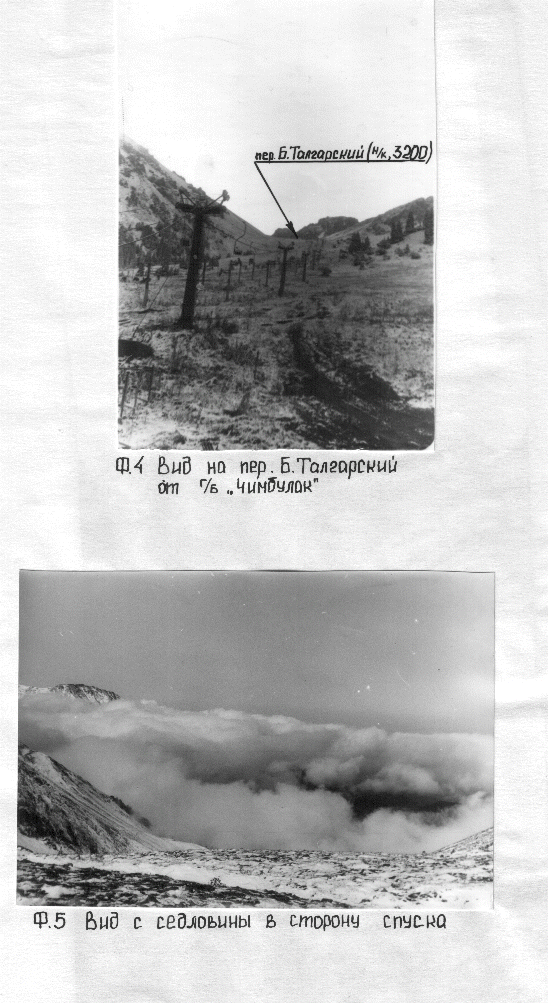 пер. Б.Талгарский (н/к, 3200)
Ф.4 Вид на пер. Б.Талгарский
от г/б „Чимбулак"
Ф.5 Вид с седловины в сторону спуска